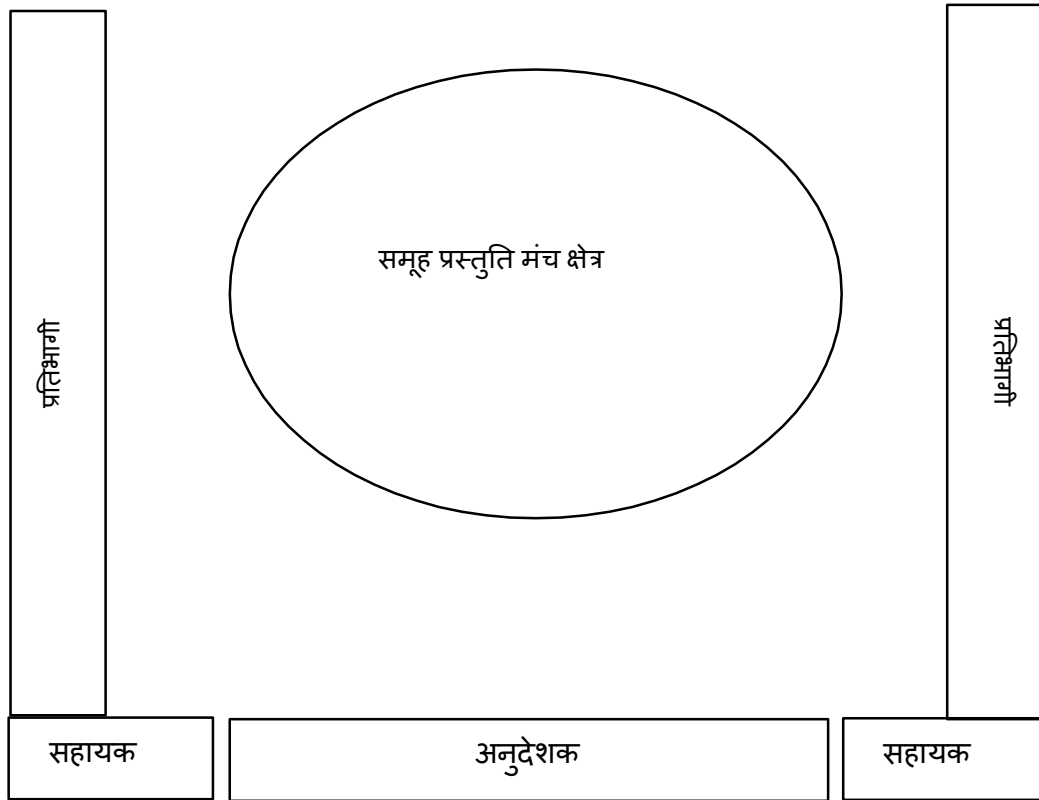 समूह प्रस्तुति मंच क्षेत्र
प्रतिभागी
प्रतिभागी
सहायक
अनुदेशक
सहायक